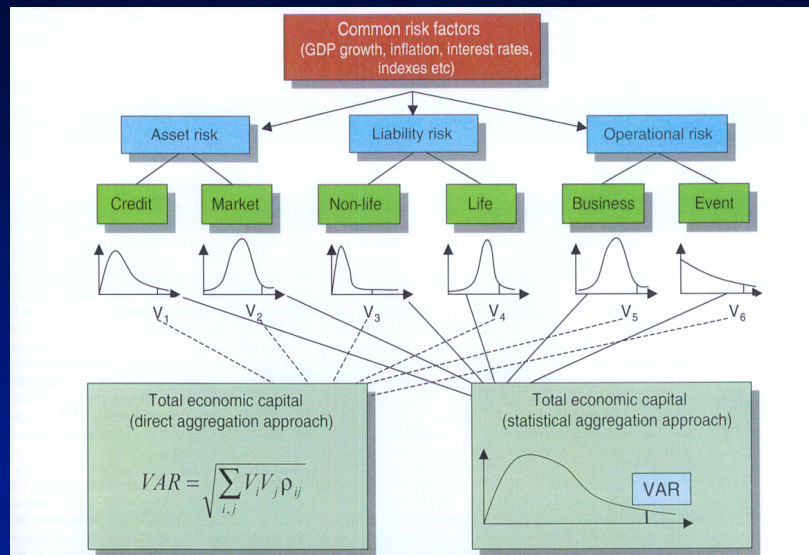 Common risk factors
(GDP growth, inflation, interest rates,
indexes etc)
Asset risk
Liability risk
Operational risk
Credit
Market
Non-life
Life
Business
Event
V₁
V₂
V₃
V₄
V₅
V₆
Total economic capital
(direct aggregation approach)
VAR = √∑ᵢ,ⱼ VᵢVⱼρᵢⱼ
Total economic capital
(statistical aggregation approach)
VAR